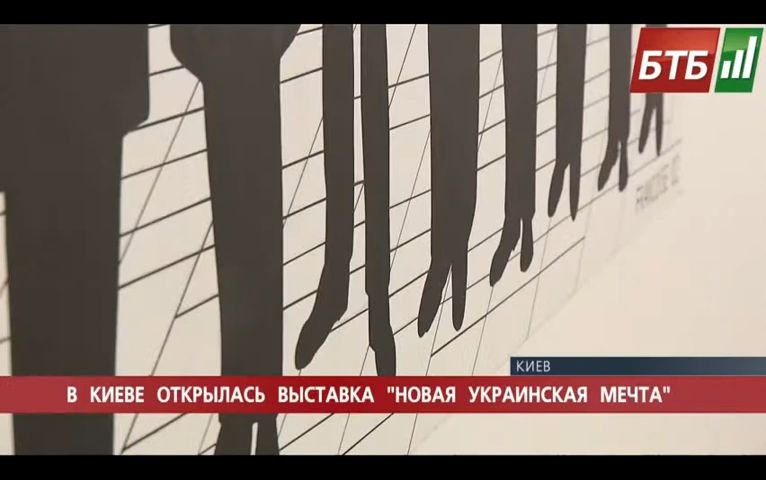 БТБ
КИЕВ
В КИЕВЕ ОТКРЫЛАСЬ ВЫСТАВКА "НОВАЯ УКРАИНСКАЯ МЕЧТА"